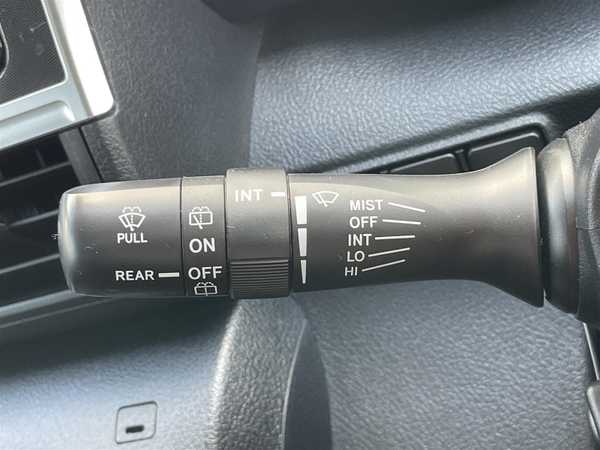 PULL
REAR
ON
OFF
INT
MIST
OFF
INT
LO
HI